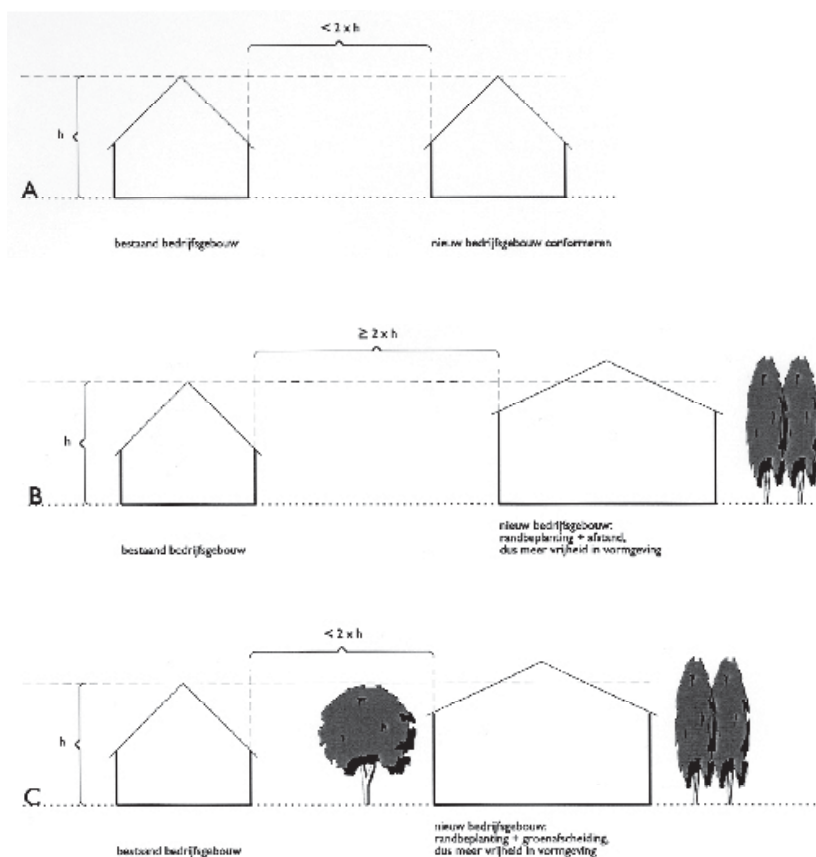 < 2 x h
h
A
bestaand bedrijfsgebouw
nieuw bedrijfsgebouw conformeren
≥ 2 x h
h
B
bestaand bedrijfsgebouw
nieuw bedrijfsgebouw:
randbeplanting + afstand,
dus meer vrijheid in vormgeving
< 2 x h
h
C
bestaand bedrijfsgebouw
nieuw bedrijfsgebouw:
randbeplanting + groenafscheiding,
dus meer vrijheid in vormgeving